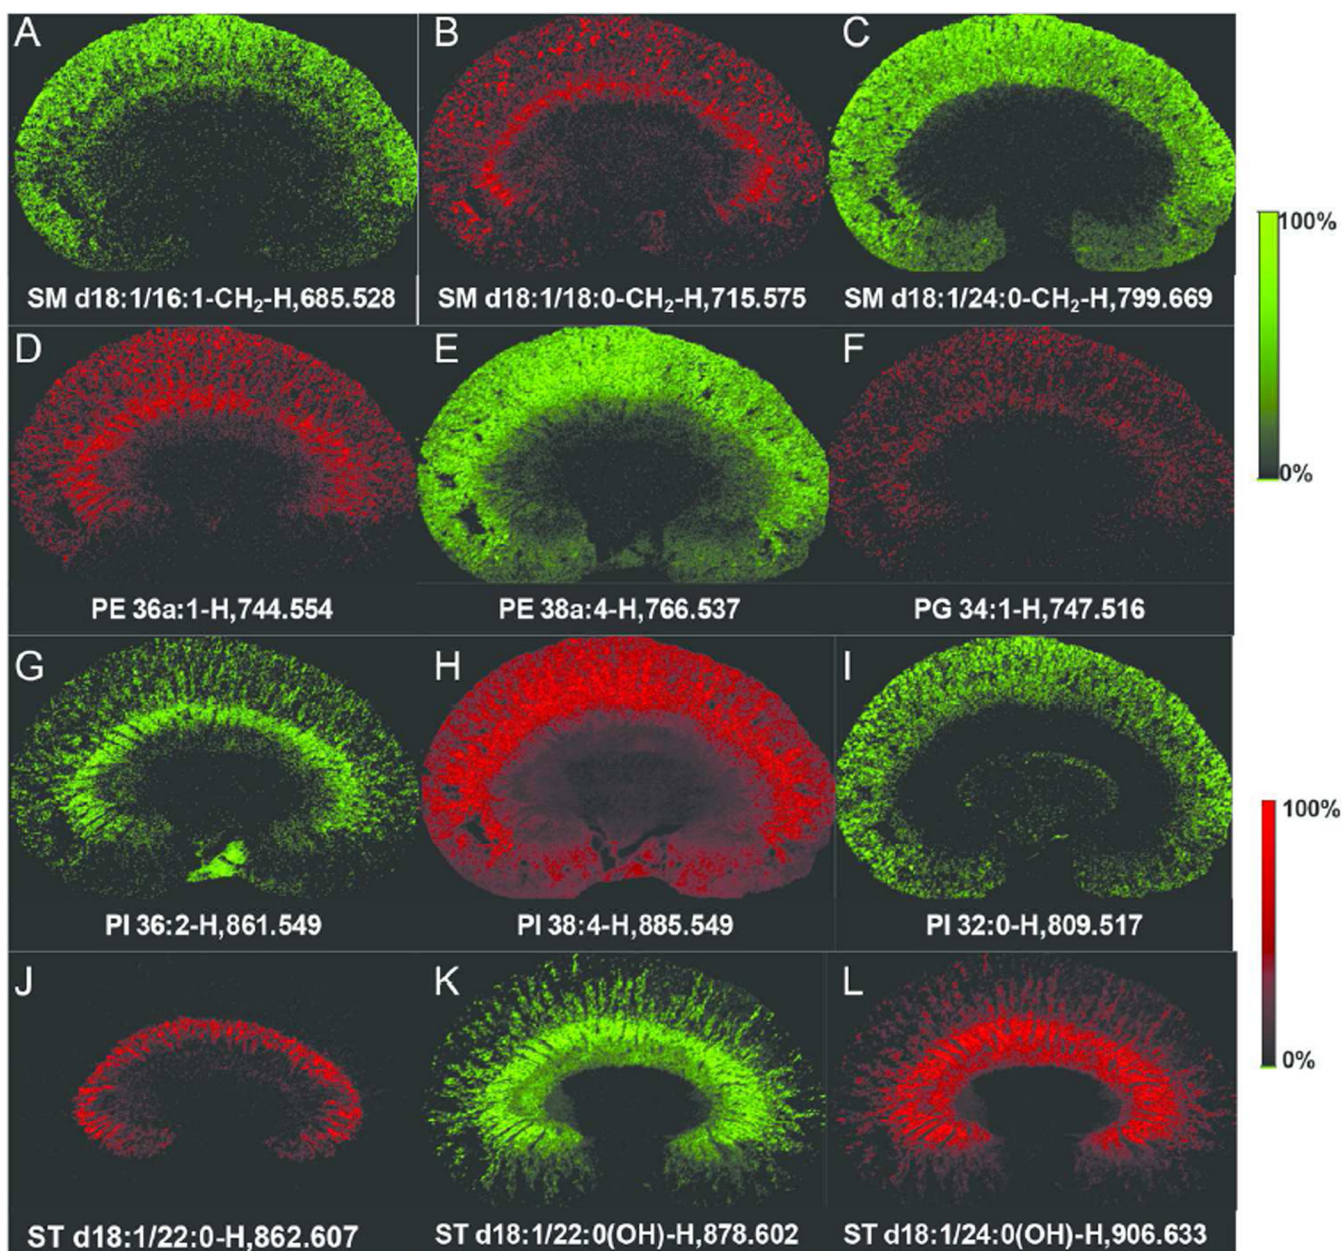 A B C
SM d18:1/16:1-CH₂-H,685.528 SM d18:1/18:0-CH₂-H,715.575 SM d18:1/24:0-CH₂-H,799.669
100%
0%
D E F
PE 36a:1-H,744.554 PE 38a:4-H,766.537 PG 34:1-H,747.516
G H I
PI 36:2-H,861.549 PI 38:4-H,885.549 PI 32:0-H,809.517
100%
0%
J K L
ST d18:1/22:0-H,862.607 ST d18:1/22:0(OH)-H,878.602 ST d18:1/24:0(OH)-H,906.633